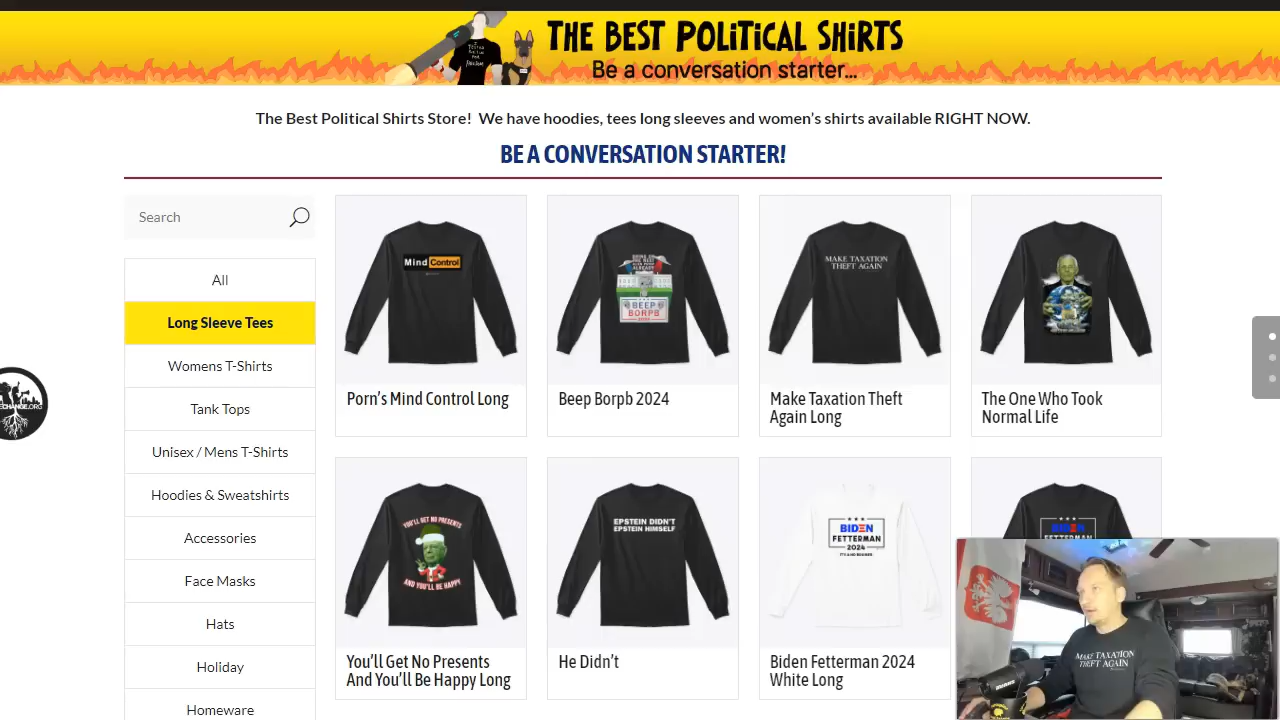 THE BEST POLITICAL SHIRTS
Be a conversation starter...
The Best Political Shirts Store! We have hoodies, tees long sleeves and women's shirts available RIGHT NOW.
BE A CONVERSATION STARTER!
Search
All
Long Sleeve Tees
Womens T-Shirts
Tank Tops
Unisex / Mens T-Shirts
Hoodies & Sweatshirts
Accessories
Face Masks
Hats
Holiday
Homeware
Mind Control
Porn's Mind Control Long
BEEP
BORPB
Beep Borpb 2024
MAKE TAXATION
THEFT AGAIN
Make Taxation Theft
Again Long
The One Who Took
Normal Life
YOU'LL GET NO PRESENTS
AND YOU'LL BE HAPPY
You'll Get No Presents
And You'll Be Happy Long
EPSTEIN DIDN'T
EPSTEIN HIMSELF
He Didn't
BIDEN
FETTERMAN
2024
Biden Fetterman 2024
White Long
BIDEN
FETTERMAN
MAKE TAXATION
THEFT AGAIN